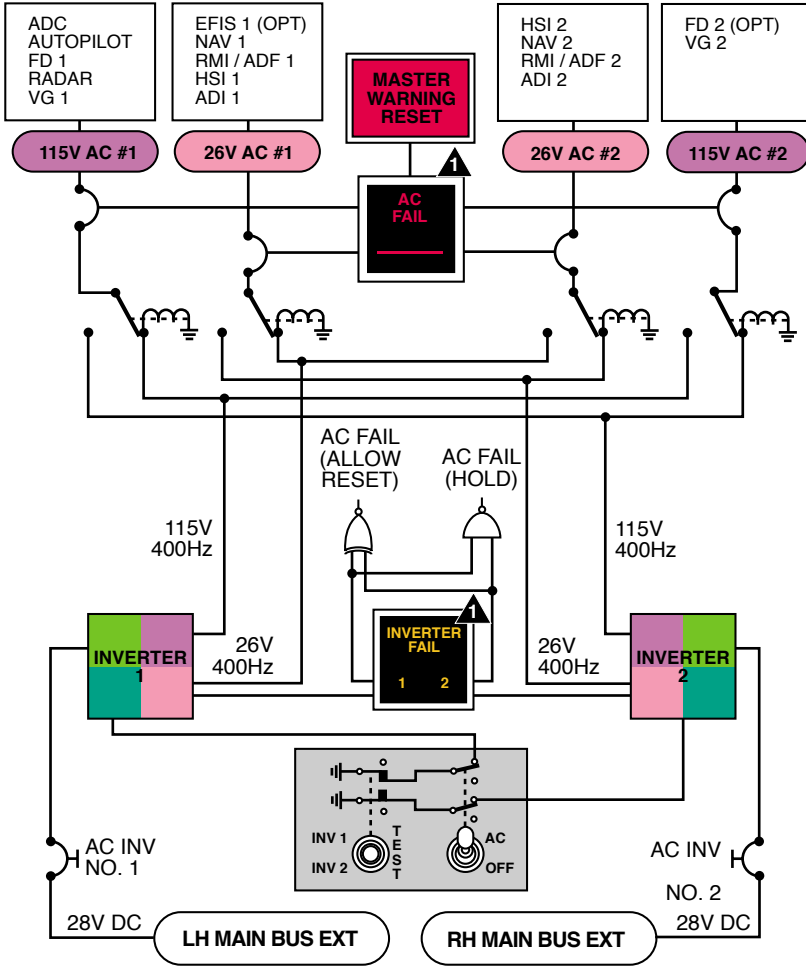 ADC
AUTOPILOT
FD 1
RADAR
VG 1
EFIS 1 (OPT)
NAV 1
RMI / ADF 1
HSI 1
ADI 1
MASTER
WARNING
RESET
HSI 2
NAV 2
RMI / ADF 2
ADI 2
FD 2 (OPT)
VG 2
115V AC #1
26V AC #1
1
26V AC #2
115V AC #2
AC
FAIL
AC FAIL
(ALLOW
RESET)
AC FAIL
(HOLD)
115V
400Hz
115V
400Hz
INVERTER
1
26V
400Hz
1
INVERTER
FAIL
1 2
26V
400Hz
INVERTER
2
INV 1
INV 2
TEST
AC
OFF
AC INV
NO. 1
AC INV
NO. 2
28V DC
LH MAIN BUS EXT
RH MAIN BUS EXT
28V DC